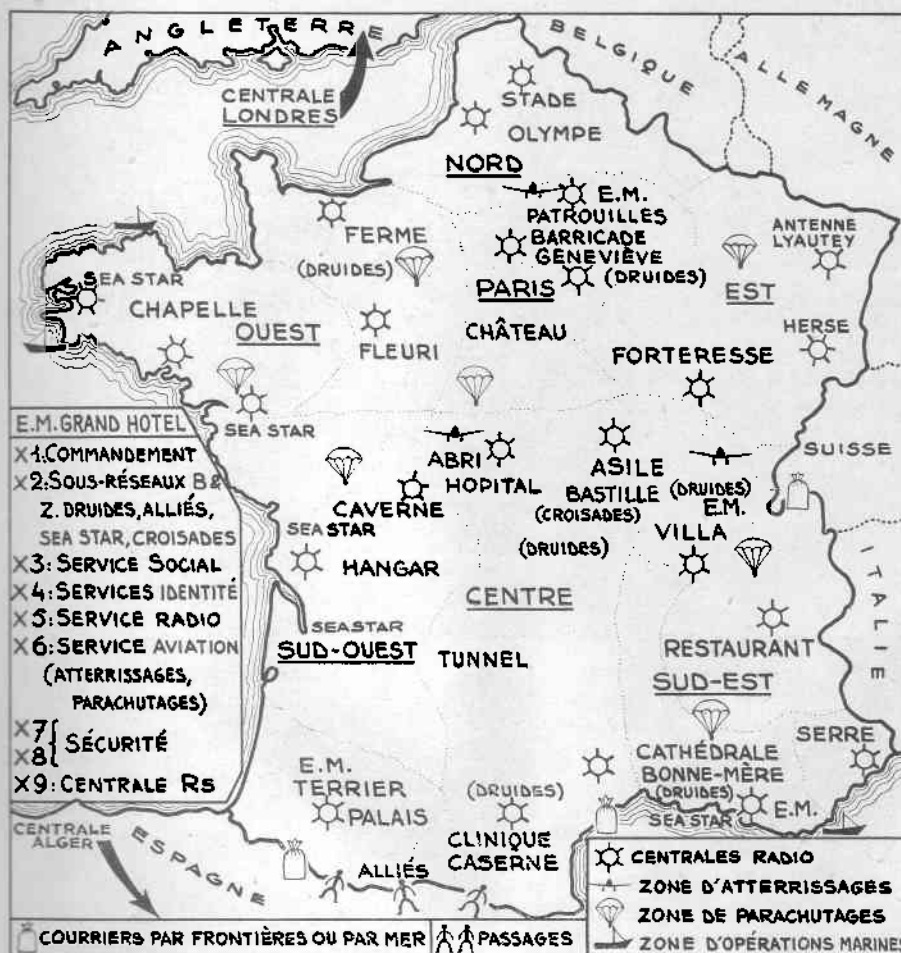 ANGLETERRE
BELGIQUE
ALLEMAGNE
CENTRALE
LONDRES
STADE
OLYMPE
NORD
E.M.
PATROUILLES
BARRICADE
GENEVIÈVE
(DRUIDES)
PARIS
CHÂTEAU
FERME
(DRUIDES)
ANTENNE
LYAUTEY
EST
HERSE
SEA STAR
CHAPELLE
OUEST
FLEURI
FORTERESSE
SEA STAR
SUISSE
ABRI
HOPITAL
ASILE
BASTILLE
(CROISADES)
(DRUIDES)
E.M.
VILLA
(DRUIDES)
CAVERNE
SEA STAR
HANGAR
CENTRE
ITALIE
SEA STAR
SUD-OUEST
TUNNEL
RESTAURANT
SUD-EST
E.M.
TERRIER
PALAIS
(DRUIDES)
CLINIQUE
CASERNE
CATHÉDRALE
BONNE-MÈRE
(DRUIDES)
SEA STAR
E.M.
SERRE
ALLIÉS
ESPAGNE
CENTRALE
ALGER
E.M. GRAND HOTEL
X1:COMMANDEMENT
X2:SOUS-RÉSEAUX B&
Z. DRUIDES, ALLIÉS,
SEA STAR, CROISADES
X3: SERVICE SOCIAL
X4: SERVICES IDENTITÉ
X5: SERVICE RADIO
X6: SERVICE AVIATION
(ATTERRISSAGES,
PARACHUTAGES)
X7
X8 { SÉCURITÉ
X9: CENTRALE RS
CENTRALES RADIO
ZONE D'ATTERRISSAGES
ZONE DE PARACHUTAGES
ZONE D'OPÉRATIONS MARINES
COURRIERS PAR FRONTIÈRES OU PAR MER
PASSAGES